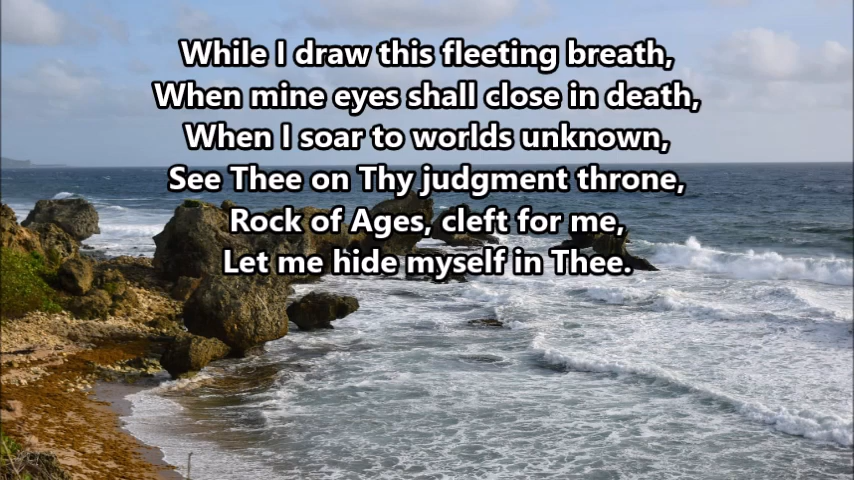 While I draw this fleeting breath,
When mine eyes shall close in death,
When I soar to worlds unknown,
See Thee on Thy judgment throne,
Rock of Ages, cleft for me,
Let me hide myself in Thee.